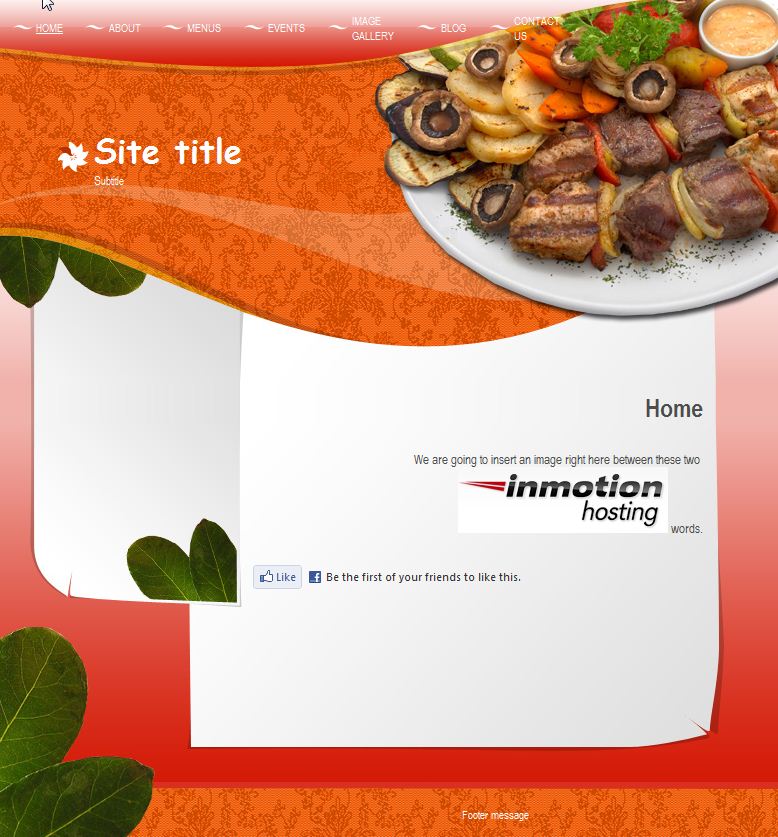 HOME ABOUT MENUS EVENTS IMAGE GALLERY BLOG CONTACT US
Site title
Subtitle
Home
We are going to insert an image right here between these two
inmotion
hosting
words.
Like Be the first of your friends to like this.
Footer message